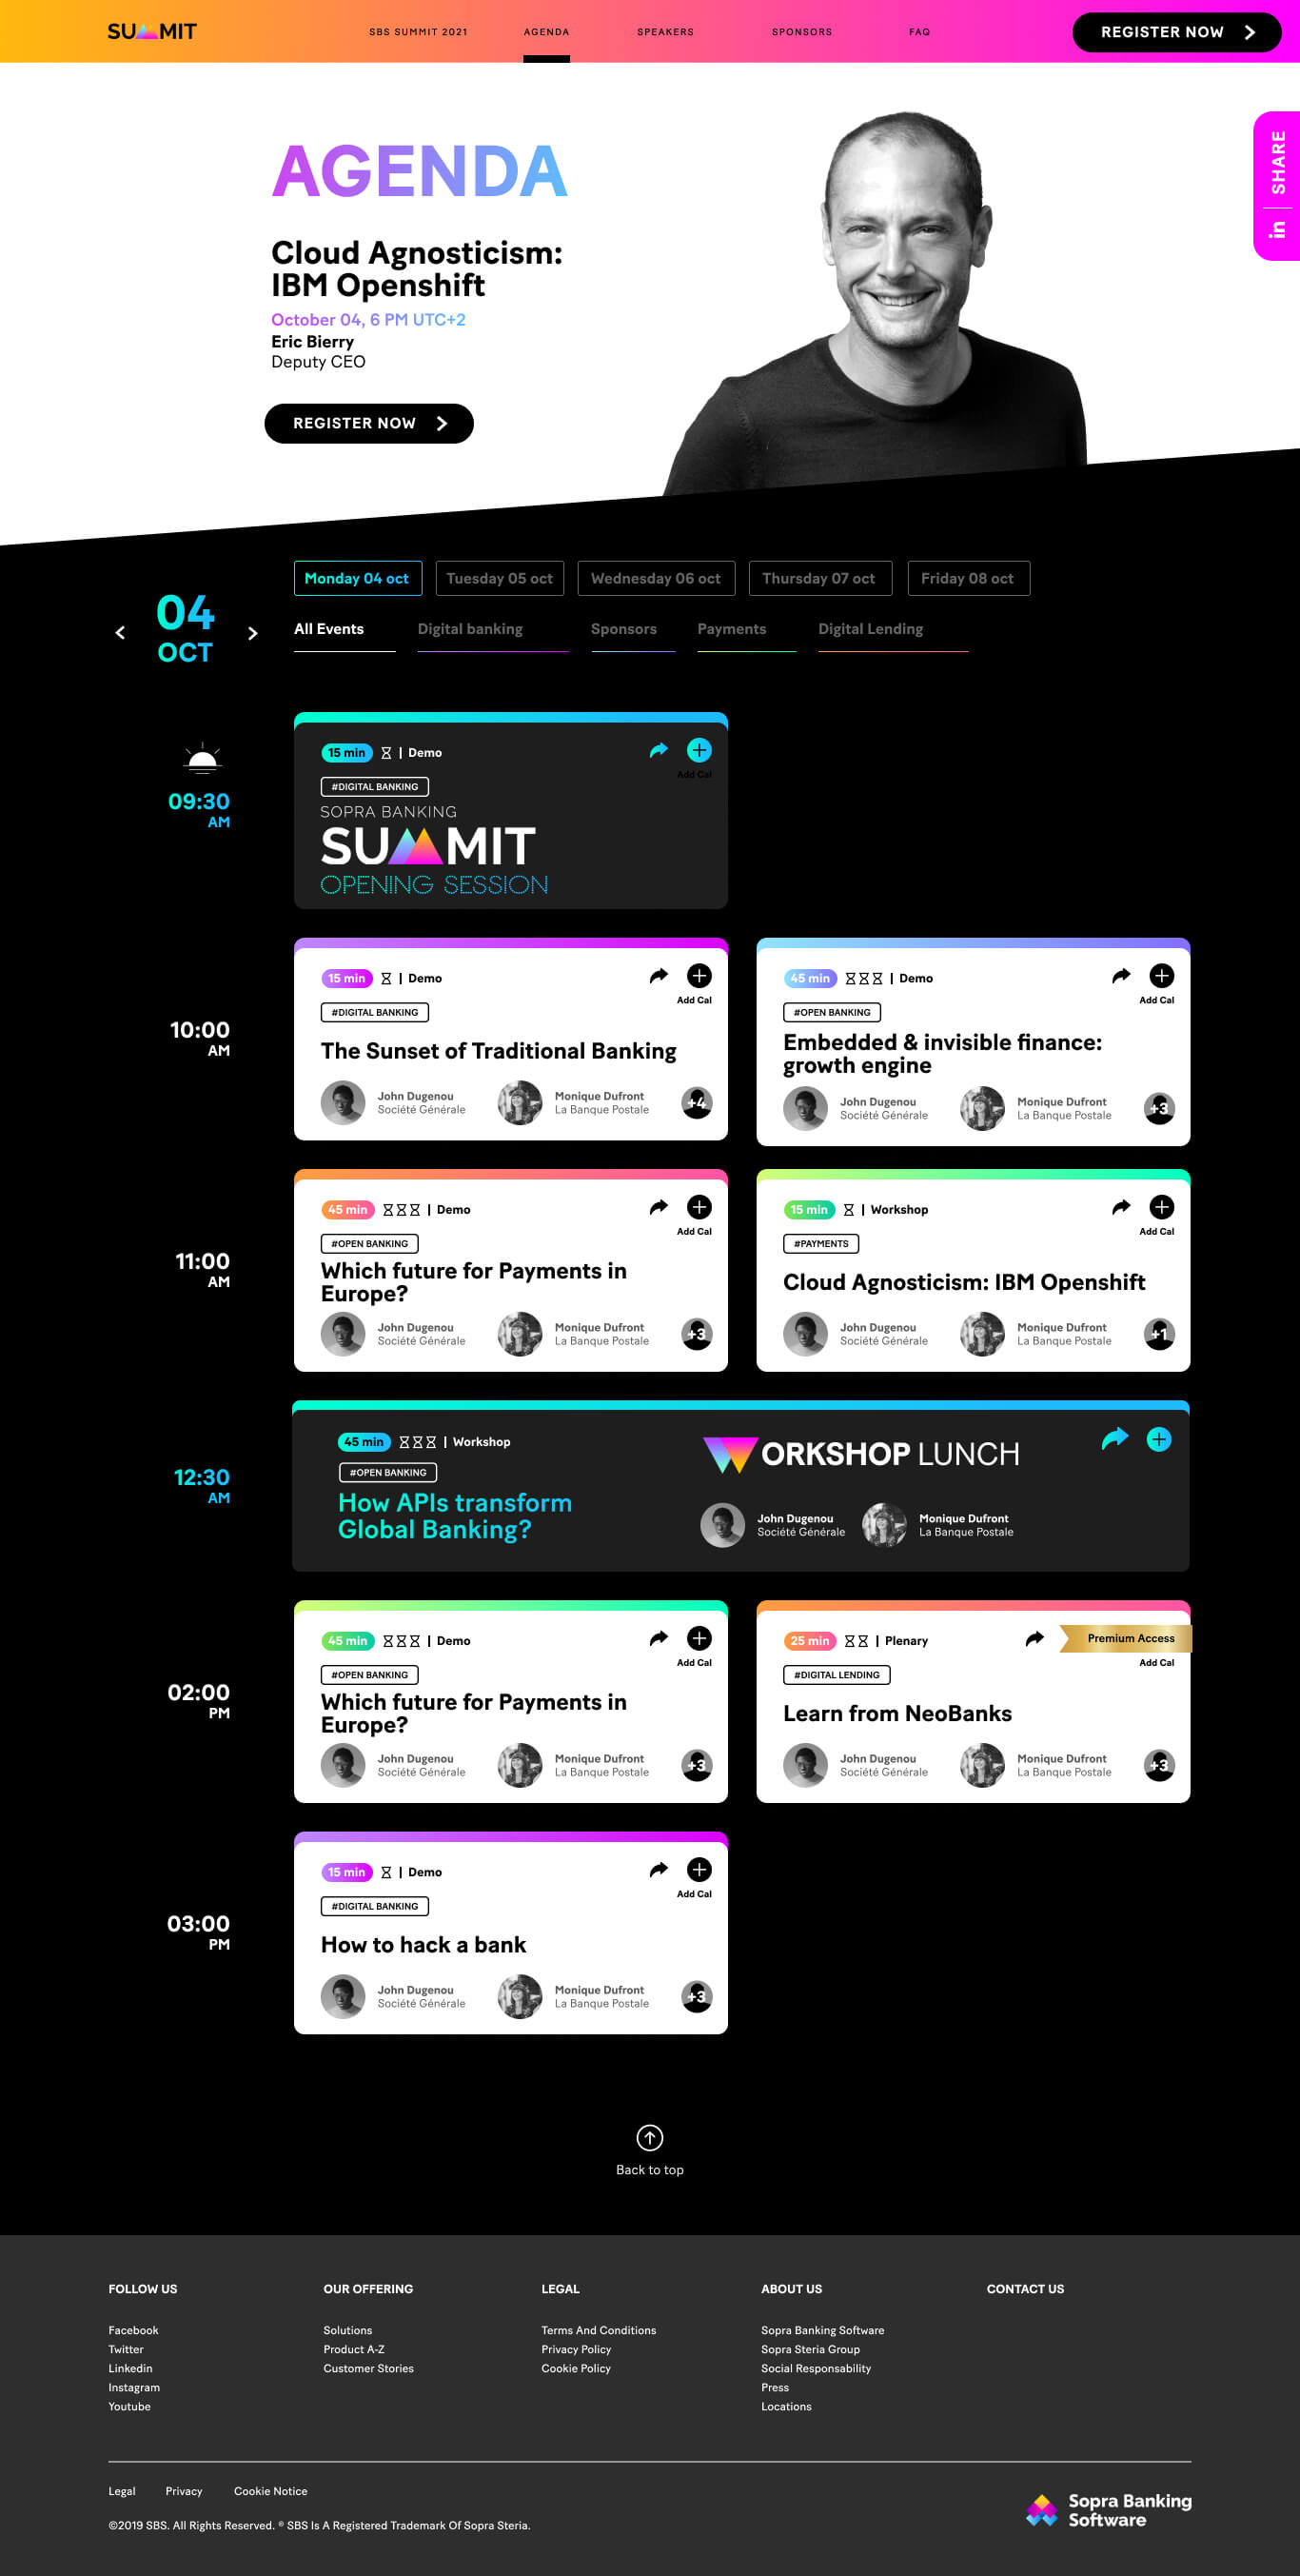 SUMMIT
SBS SUMMIT 2021
AGENDA
SPEAKERS
SPONSORS
FAQ
REGISTER NOW
SHARE
in
AGENDA
Cloud Agnosticism:
IBM Openshift
October 04, 6 PM UTC+2
Eric Bierry
Deputy CEO
REGISTER NOW
04
OCT
Monday 04 oct
Tuesday 05 oct
Wednesday 06 oct
Thursday 07 oct
Friday 08 oct
All Events
Digital banking
Sponsors
Payments
Digital Lending
09:30
AM
15 min | Demo
Add Cal
#DIGITAL BANKING
SOPRA BANKING
SUMMIT
OPENING SESSION
10:00
AM
15 min | Demo
Add Cal
#DIGITAL BANKING
The Sunset of Traditional Banking
John Dugenou
Société Générale
Monique Dufront
La Banque Postale
+4
45 min | Demo
Add Cal
#OPEN BANKING
Embedded & invisible finance:
growth engine
John Dugenou
Société Générale
Monique Dufront
La Banque Postale
+3
11:00
AM
45 min | Demo
Add Cal
#OPEN BANKING
Which future for Payments in
Europe?
John Dugenou
Société Générale
Monique Dufront
La Banque Postale
+3
15 min | Workshop
Add Cal
#PAYMENTS
Cloud Agnosticism: IBM Openshift
John Dugenou
Société Générale
Monique Dufront
La Banque Postale
+1
12:30
AM
45 min | Workshop
#OPEN BANKING
How APIs transform
Global Banking?
WORKSHOP LUNCH
John Dugenou
Société Générale
Monique Dufront
La Banque Postale
02:00
PM
45 min | Demo
Add Cal
#OPEN BANKING
Which future for Payments in
Europe?
John Dugenou
Société Générale
Monique Dufront
La Banque Postale
+3
25 min | Plenary
Premium Access
Add Cal
#DIGITAL LENDING
Learn from NeoBanks
John Dugenou
Société Générale
Monique Dufront
La Banque Postale
+3
03:00
PM
15 min | Demo
Add Cal
#DIGITAL BANKING
How to hack a bank
John Dugenou
Société Générale
Monique Dufront
La Banque Postale
+3
Back to top
FOLLOW US
Facebook
Twitter
Linkedin
Instagram
Youtube
OUR OFFERING
Solutions
Product A-Z
Customer Stories
LEGAL
Terms And Conditions
Privacy Policy
Cookie Policy
ABOUT US
Sopra Banking Software
Sopra Steria Group
Social Responsability
Press
Locations
CONTACT US
Legal
Privacy
Cookie Notice
©2019 SBS. All Rights Reserved. ® SBS Is A Registered Trademark Of Sopra Steria.
Sopra Banking
Software